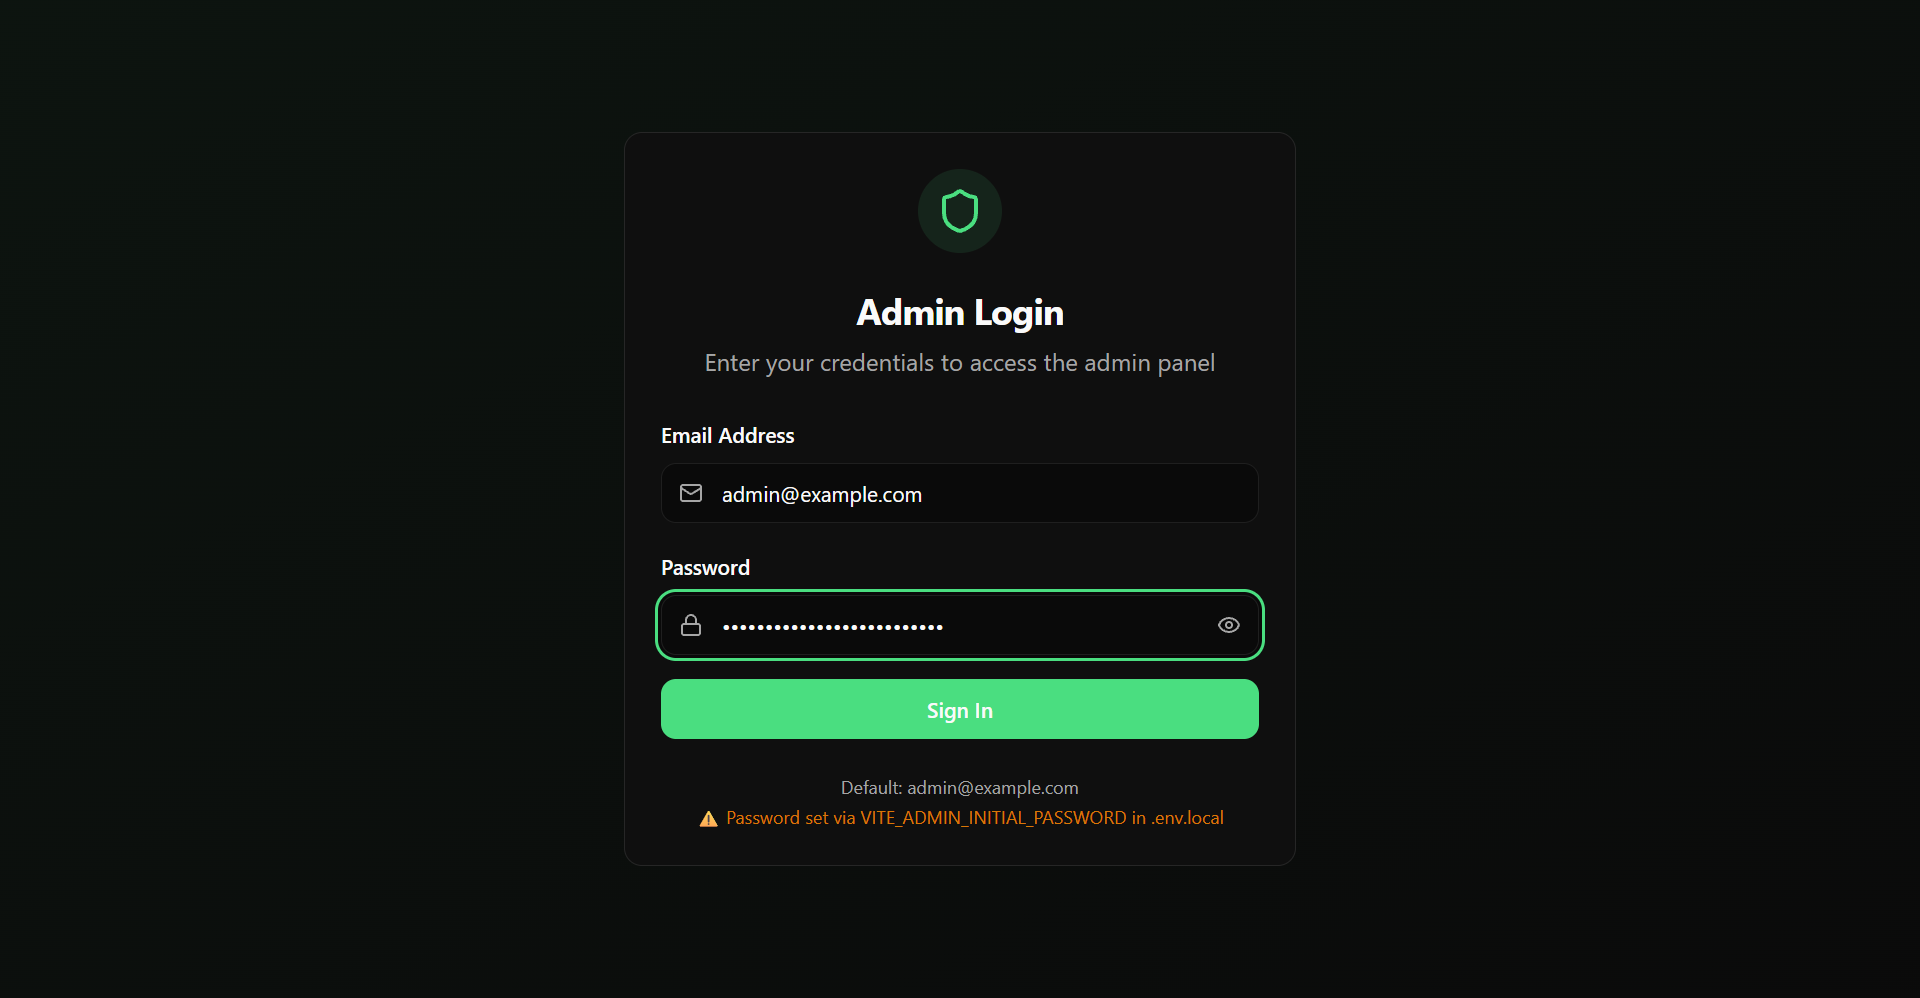 Admin Login
Enter your credentials to access the admin panel
Email Address
admin@example.com
Password
••••••••••••••••••••••••••
Sign In
Default: admin@example.com
⚠️ Password set via VITE_ADMIN_INITIAL_PASSWORD in .env.local